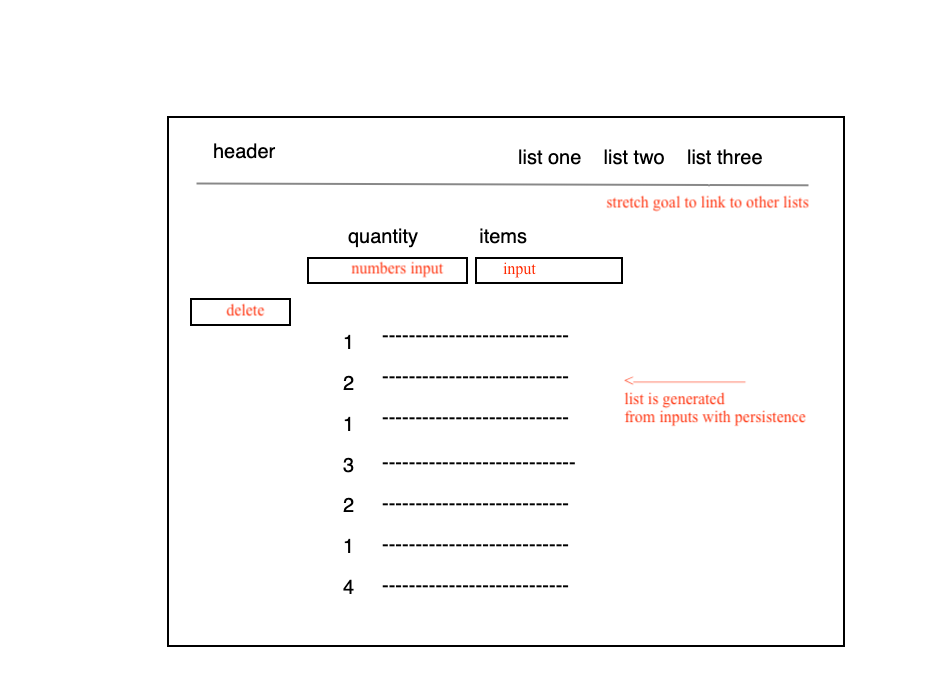 header
list one list two list three
stretch goal to link to other lists
quantity items
numbers input input
delete
1 ----------------------------
2 ----------------------------
<——————— 
list is generated
from inputs with persistence
1 ----------------------------
3 -----------------------------
2 ----------------------------
1 ----------------------------
4 ----------------------------